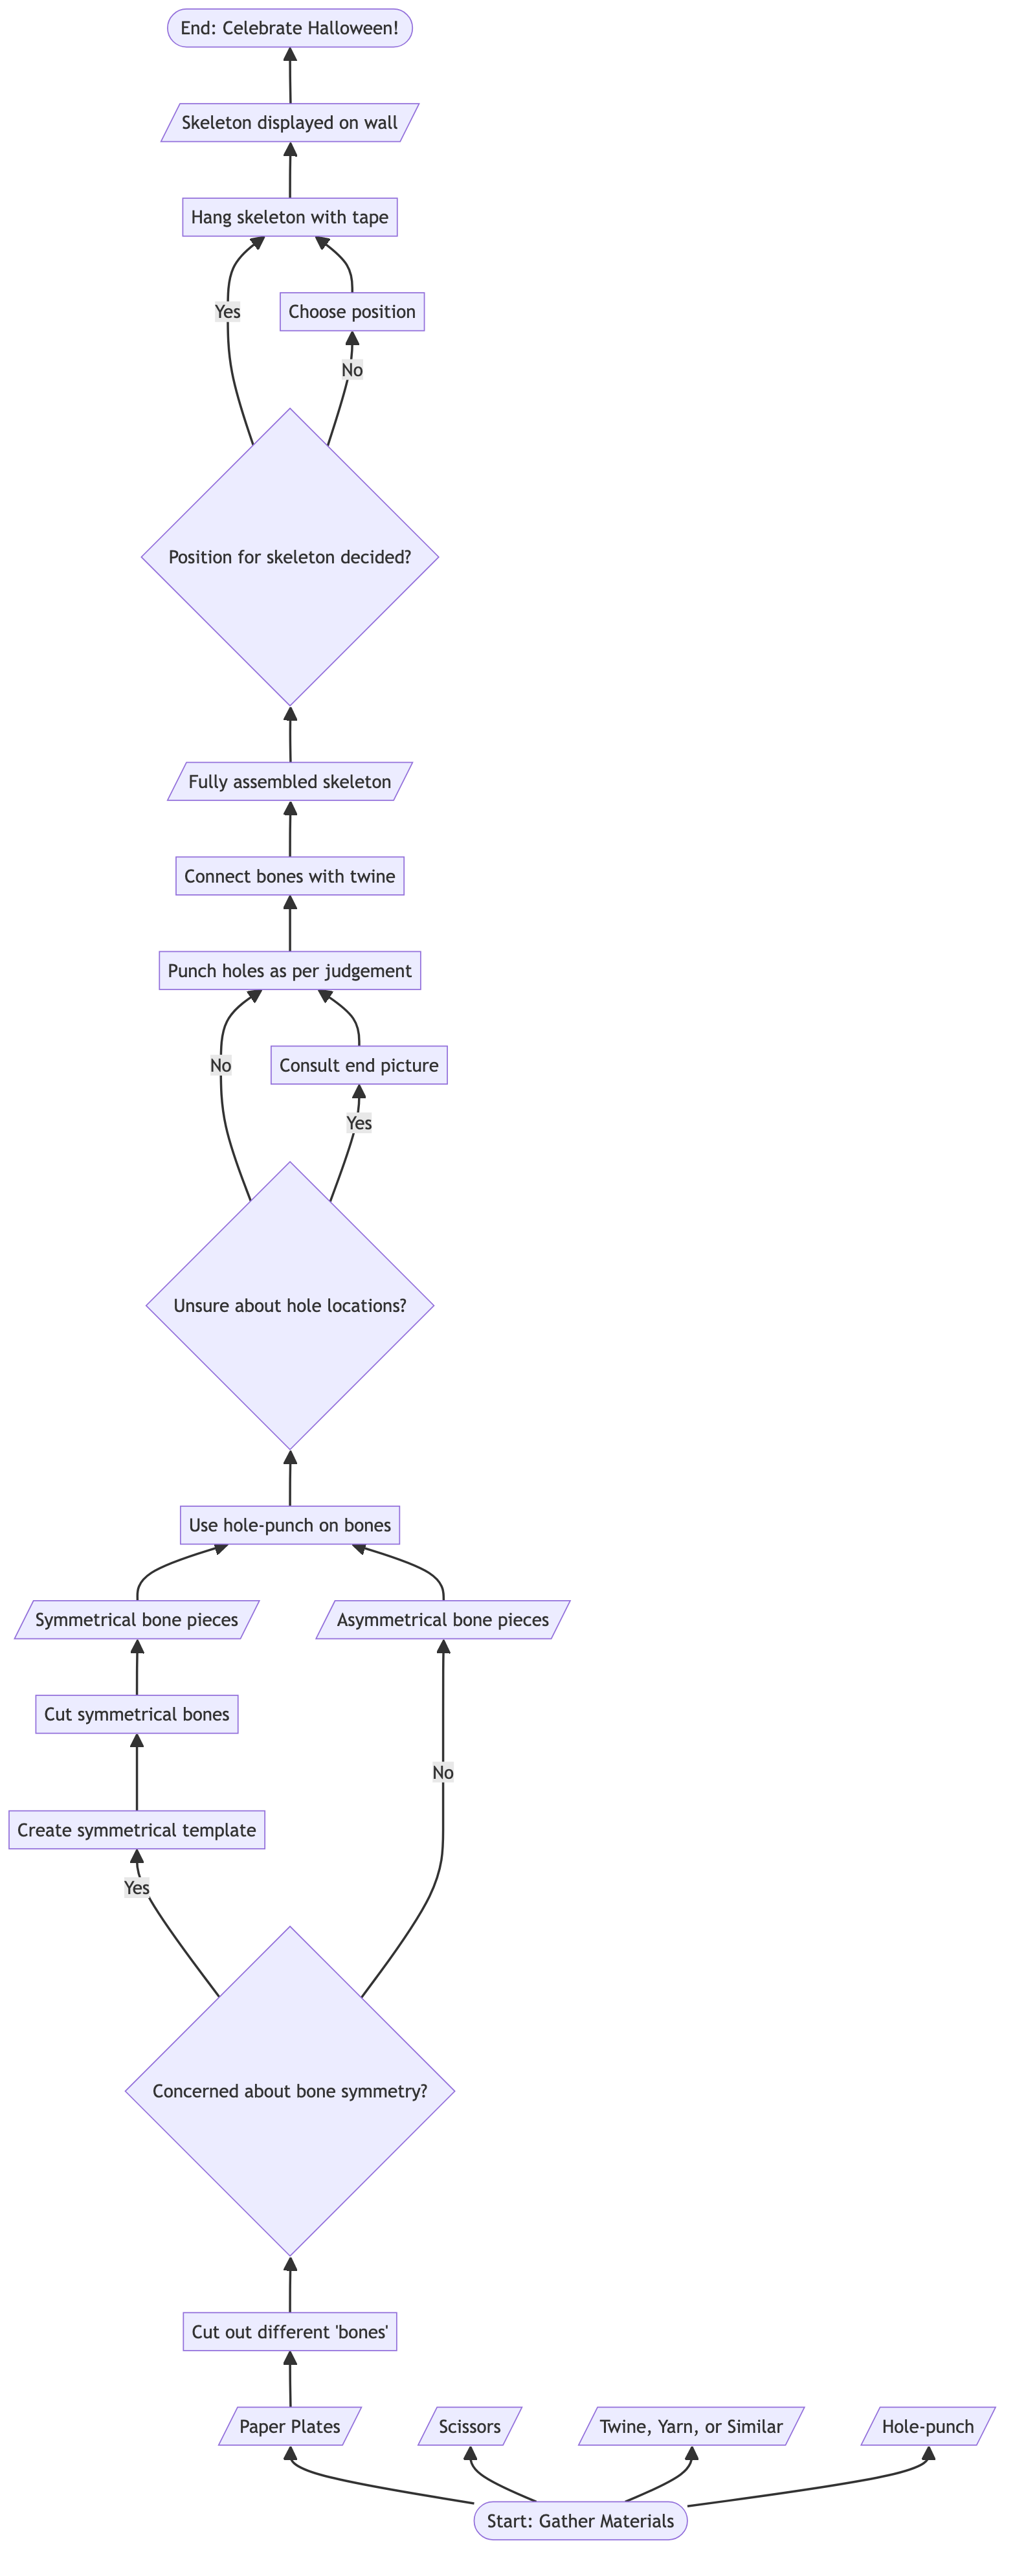 End: Celebrate Halloween!
Skeleton displayed on wall
Hang skeleton with tape
Yes
Choose position
No
Position for skeleton decided?
Fully assembled skeleton
Connect bones with twine
Punch holes as per judgement
No
Consult end picture
Yes
Unsure about hole locations?
Use hole-punch on bones
Symmetrical bone pieces
Asymmetrical bone pieces
Cut symmetrical bones
No
Create symmetrical template
Yes
Concerned about bone symmetry?
Cut out different 'bones'
Paper Plates
Scissors
Twine, Yarn, or Similar
Hole-punch
Start: Gather Materials